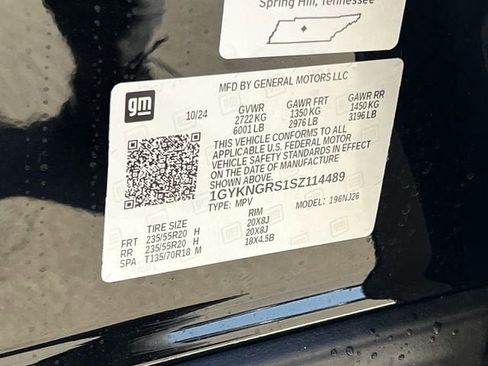 Spring Hill, Tennessee
gm
MFD BY GENERAL MOTORS LLC
10/24 GVWR GAWR FRT GAWR RR
2722 KG 1350 KG 1450 KG
6001 LB 2976 LB 3196 LB
THIS VEHICLE CONFORMS TO ALL
APPLICABLE U.S. FEDERAL MOTOR
VEHICLE SAFETY STANDARDS IN EFFECT
ON THE DATE OF MANUFACTURE
SHOWN ABOVE.
1GYKNGRS1SZ114489
TYPE: MPV MODEL: 196NJ26
TIRE SIZE RIM
FRT 235/55R20 H 20X8J
RR 235/55R20 H 20X8J
SPA T135/70R18 M 18X4.5B